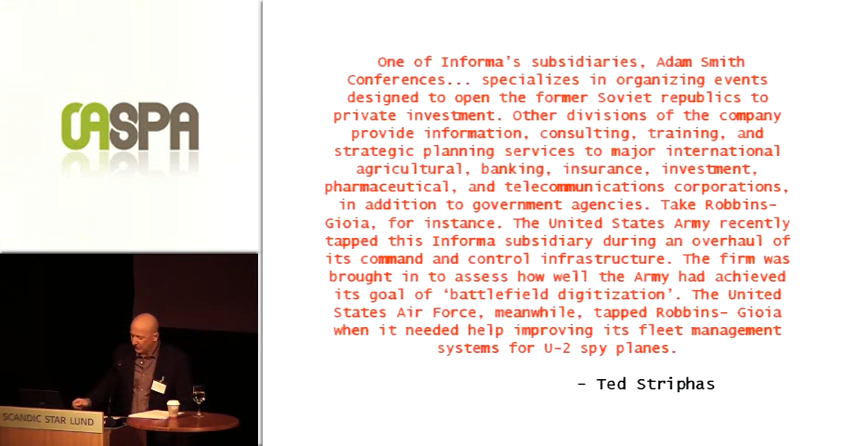 OASPA
One of Informa's subsidiaries, Adam Smith
Conferences... specializes in organizing events
designed to open the former Soviet republics to
private investment. Other divisions of the company
provide information, consulting, training, and
strategic planning services to major international
agricultural, banking, insurance, investment,
pharmaceutical, and telecommunications corporations,
in addition to government agencies. Take Robbins-
Gioia, for instance. The United States Army recently
tapped this Informa subsidiary during an overhaul of
its command and control infrastructure. The firm was
brought in to assess how well the Army had achieved
its goal of ‘battlefield digitization’. The United
States Air Force, meanwhile, tapped Robbins- Gioia
when it needed help improving its fleet management
systems for U-2 spy planes.
- Ted Striphas
SCANDIC STAR LUND